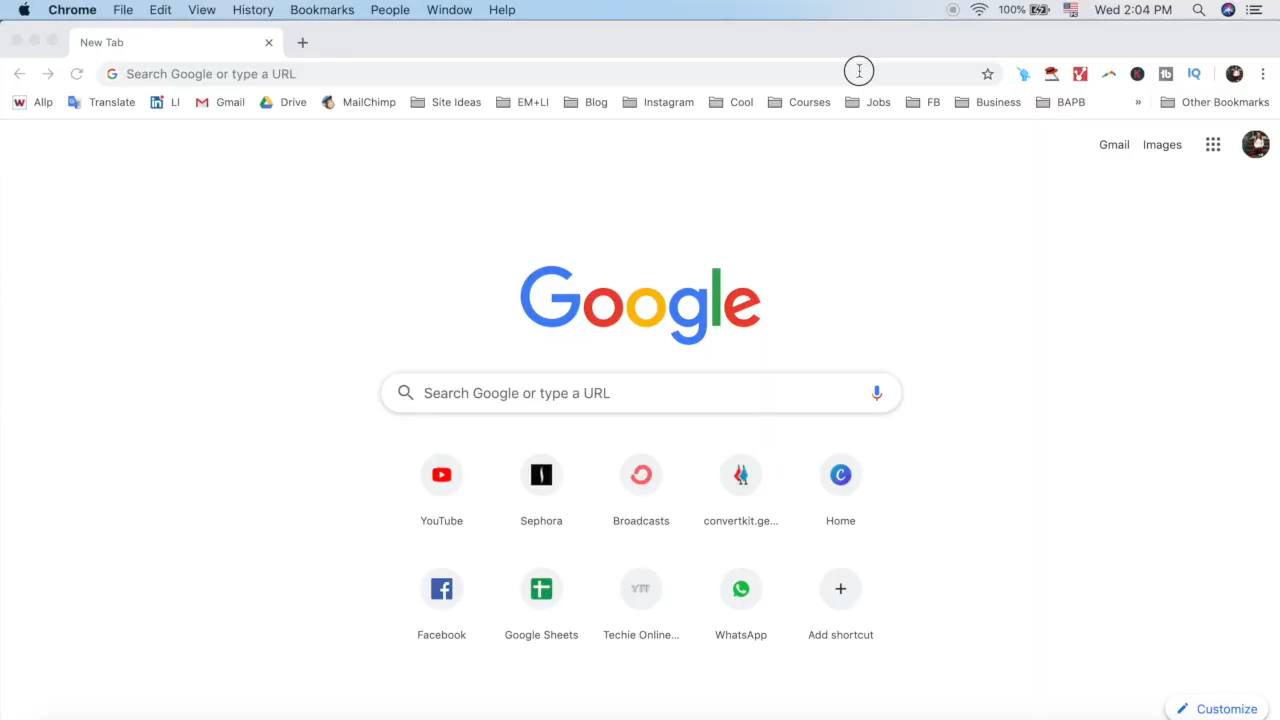 Chrome File Edit View History Bookmarks People Window Help 100% Wed 2:04 PM
New Tab
Search Google or type a URL
Allp Translate LI Gmail Drive MailChimp Site Ideas EM+LI Blog Instagram Cool Courses Jobs FB Business BAPB » Other Bookmarks
Gmail Images
Google
Search Google or type a URL
YouTube Sephora Broadcasts convertkit.ge... Home
Facebook Google Sheets Techie Online... WhatsApp Add shortcut
Customize